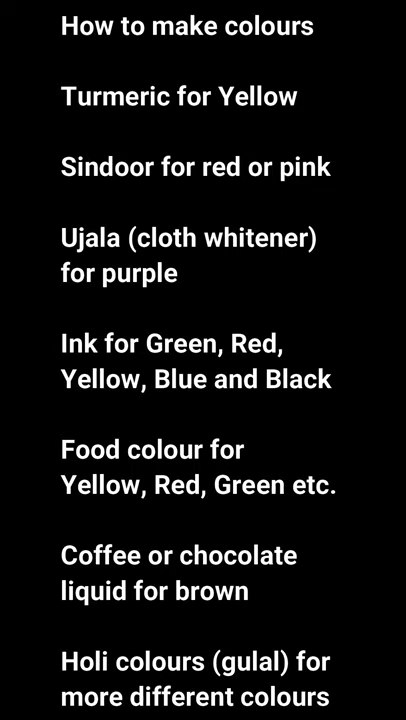 How to make colours
Turmeric for Yellow
Sindoor for red or pink
Ujala (cloth whitener)
for purple
Ink for Green, Red,
Yellow, Blue and Black
Food colour for
Yellow, Red, Green etc.
Coffee or chocolate
liquid for brown
Holi colours (gulal) for
more different colours